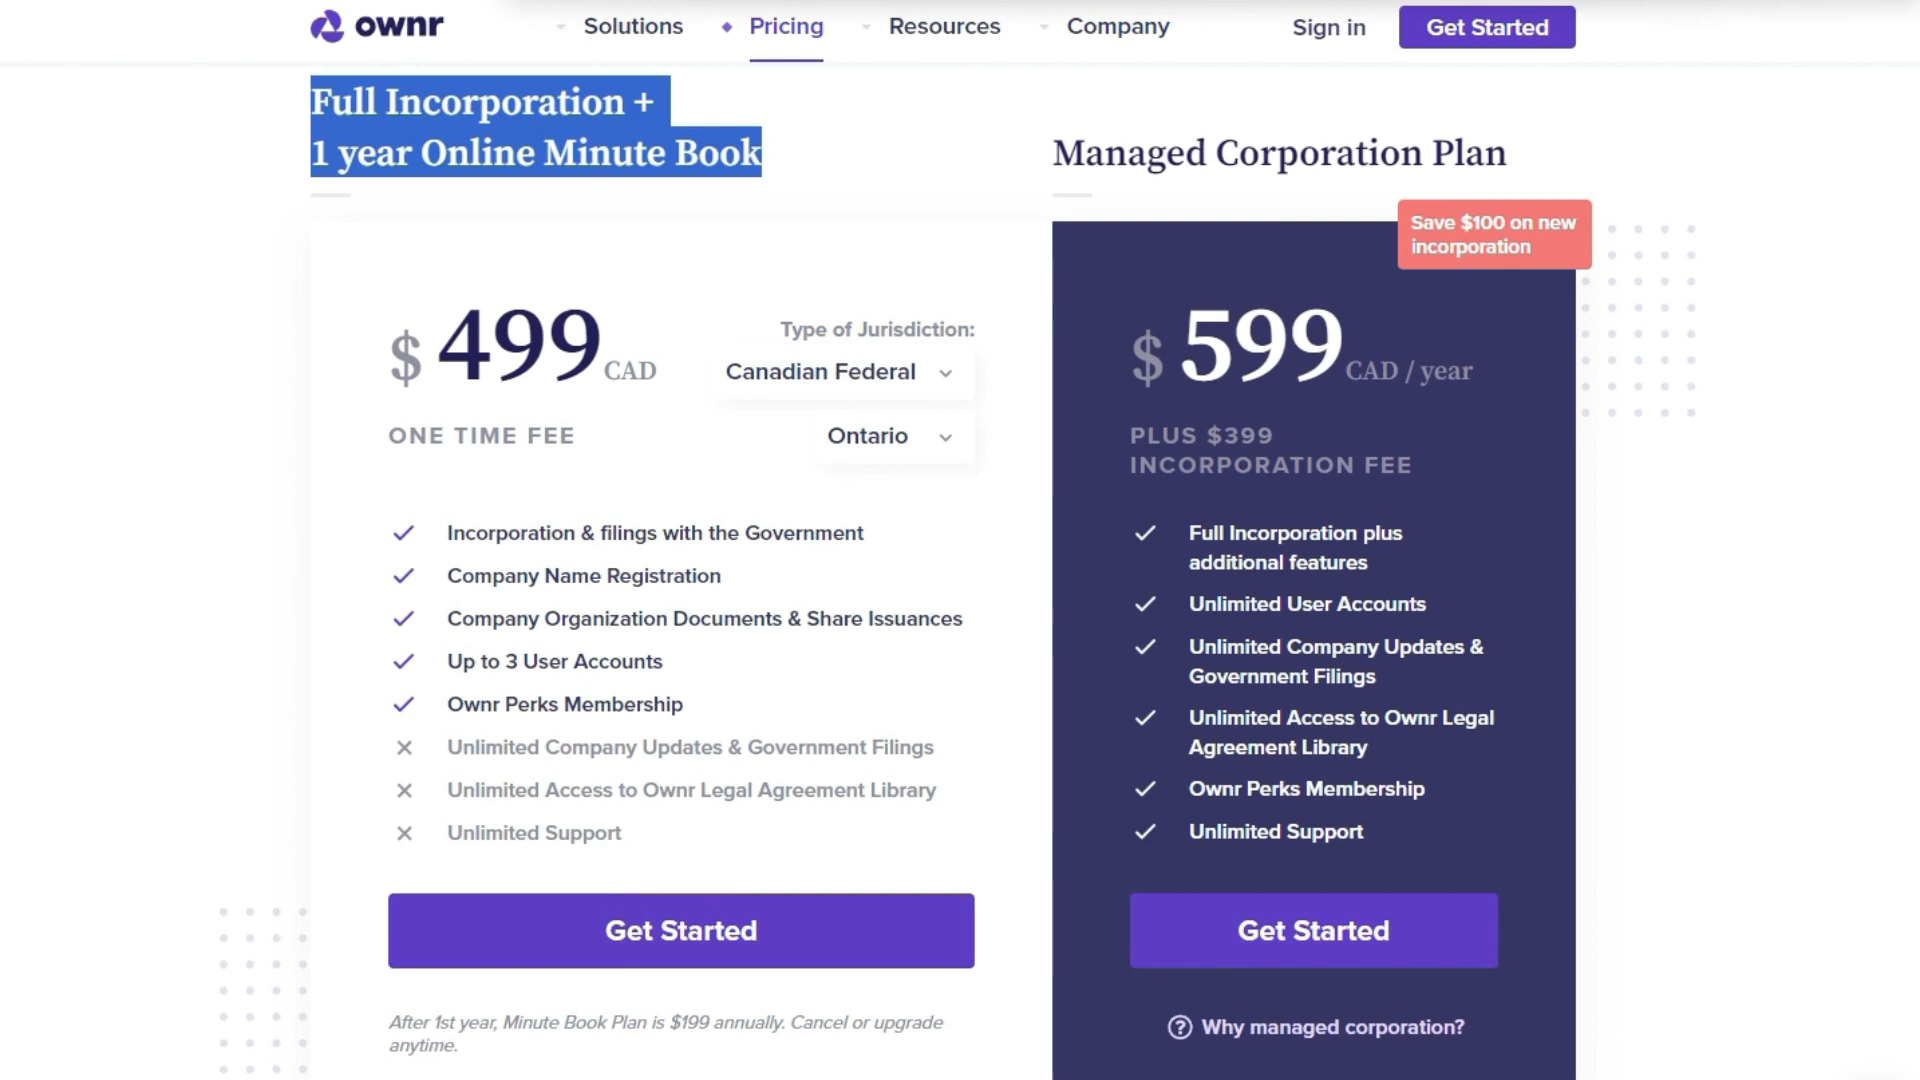 ownr
Solutions
Pricing
Resources
Company
Sign in
Get Started
Full Incorporation +
1 year Online Minute Book
$ 499 CAD
Type of Jurisdiction:
Canadian Federal
ONE TIME FEE
Ontario
Incorporation & filings with the Government
Company Name Registration
Company Organization Documents & Share Issuances
Up to 3 User Accounts
Ownr Perks Membership
Unlimited Company Updates & Government Filings
Unlimited Access to Ownr Legal Agreement Library
Unlimited Support
Get Started
After 1st year, Minute Book Plan is $199 annually. Cancel or upgrade
anytime.
Managed Corporation Plan
Save $100 on new
incorporation
$ 599 CAD / year
PLUS $399
INCORPORATION FEE
Full Incorporation plus
additional features
Unlimited User Accounts
Unlimited Company Updates &
Government Filings
Unlimited Access to Ownr Legal
Agreement Library
Ownr Perks Membership
Unlimited Support
Get Started
? Why managed corporation?